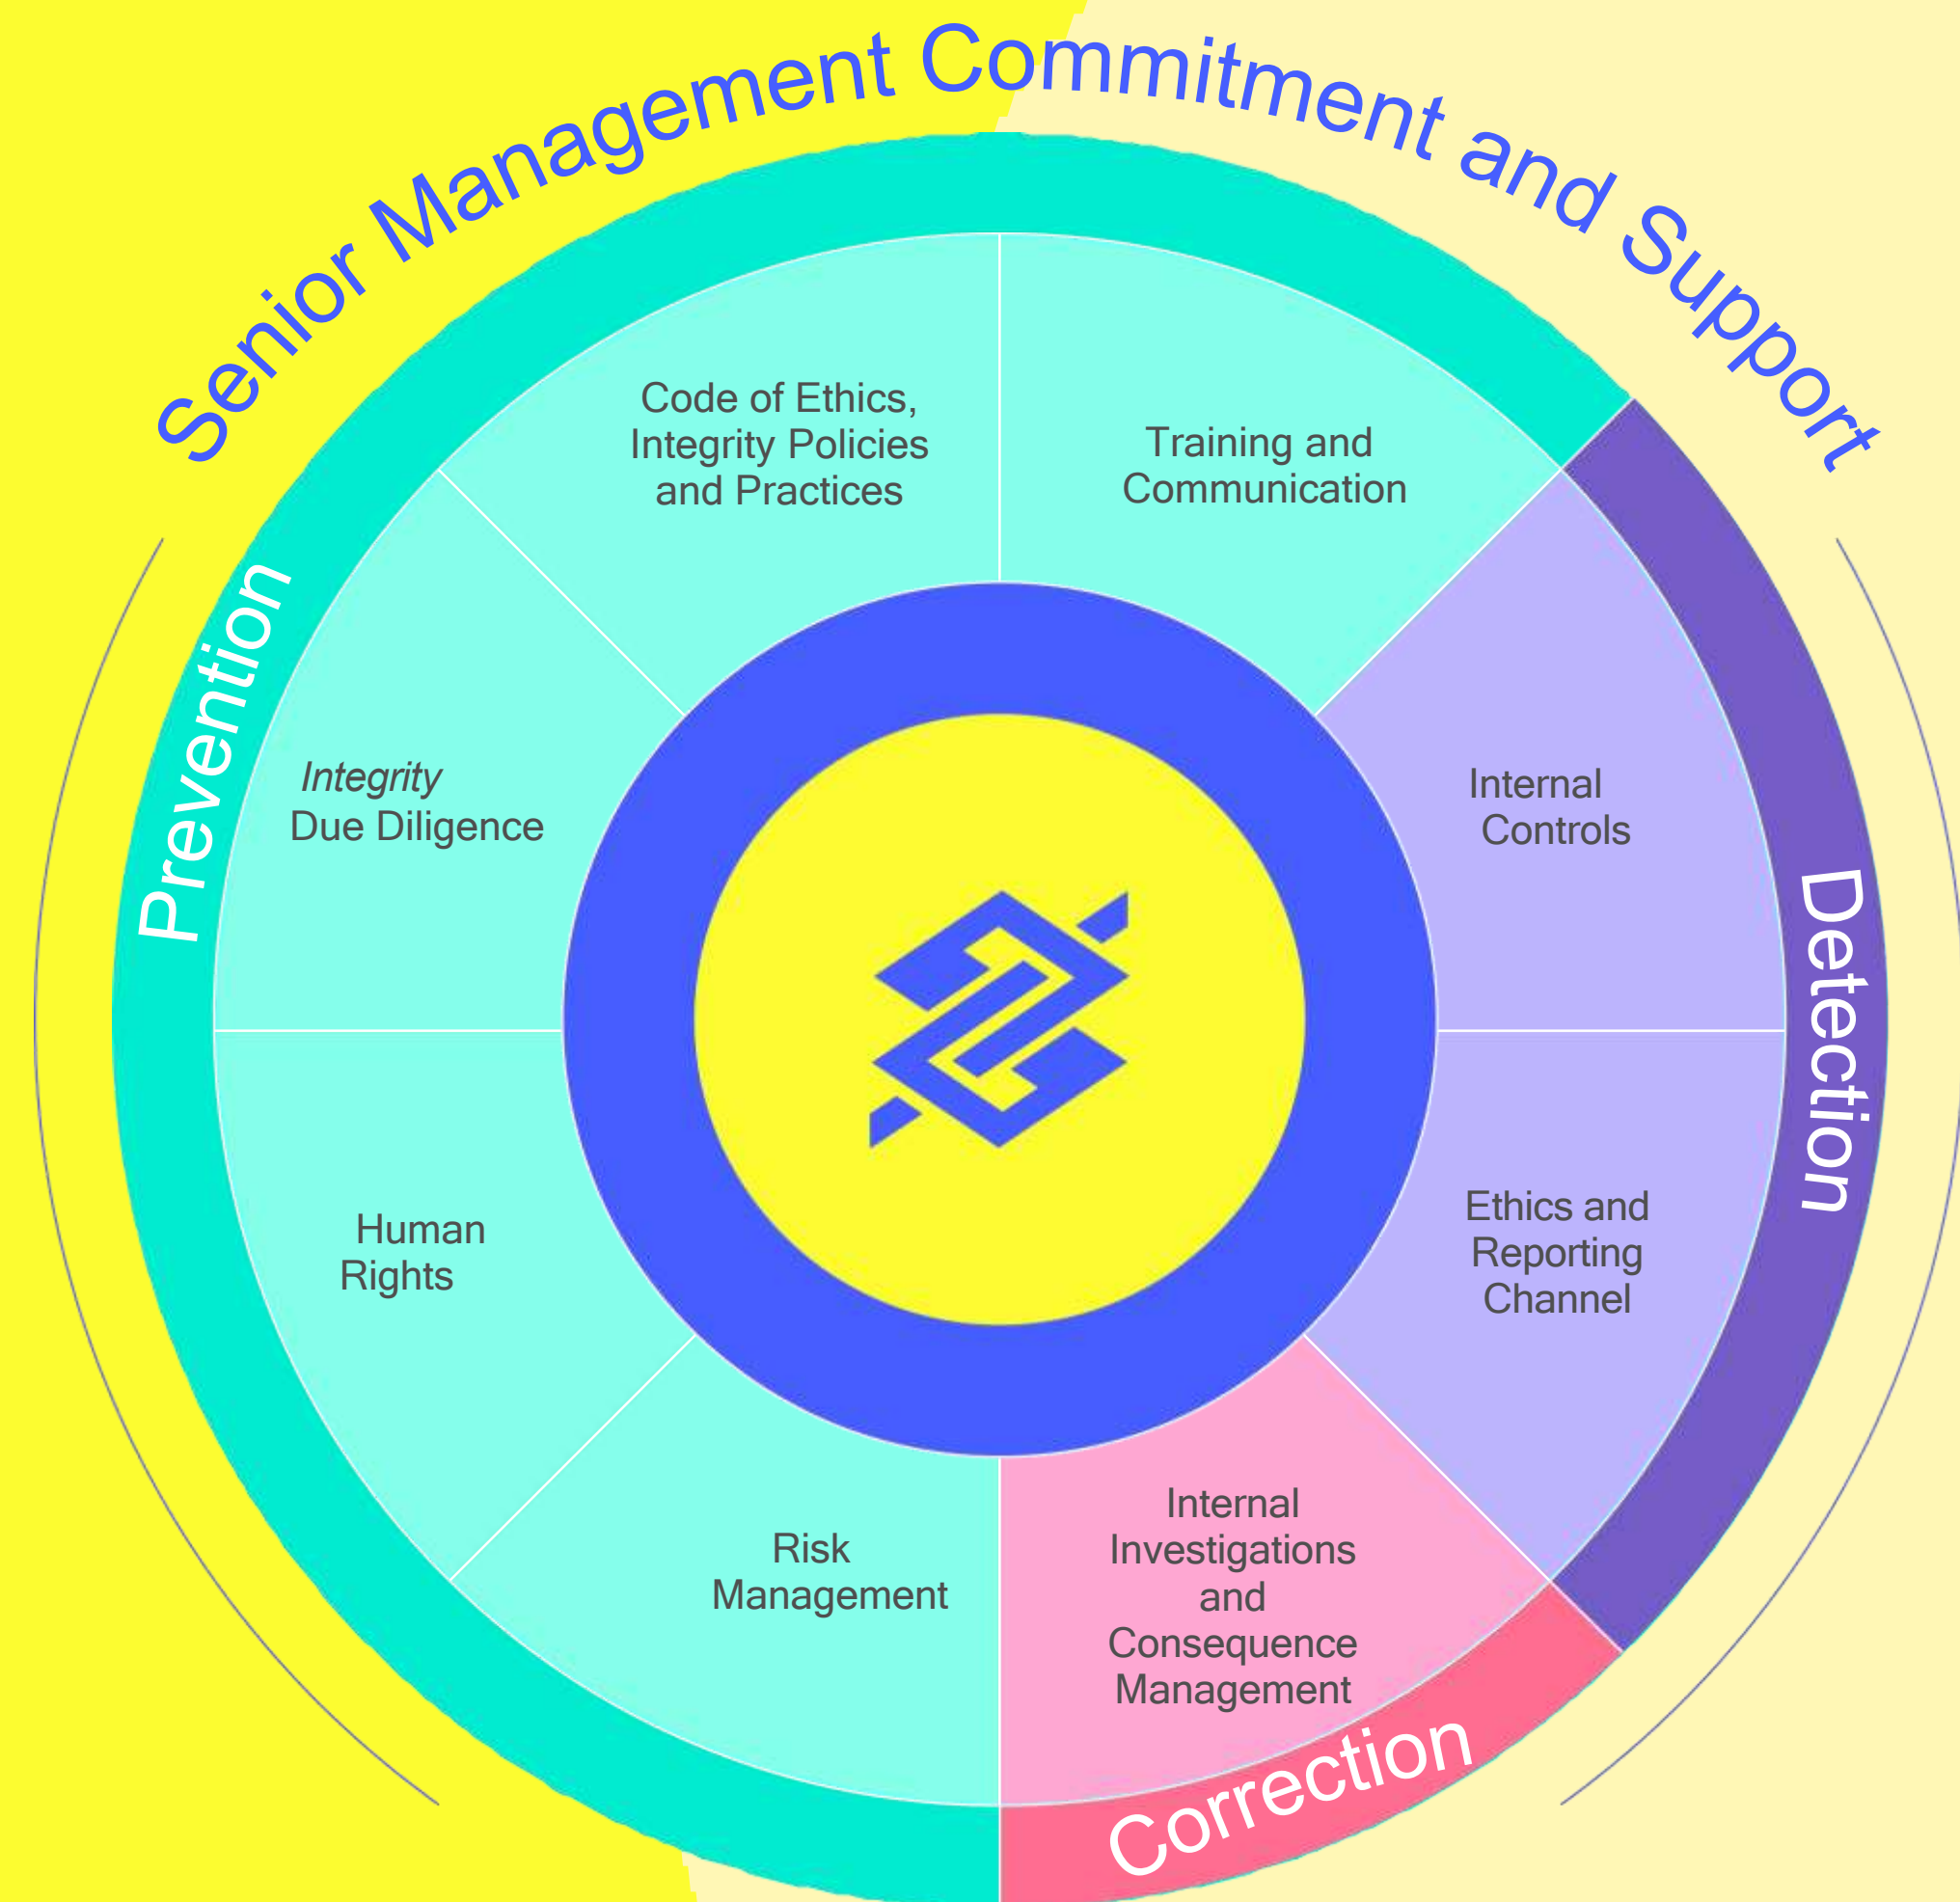 Senior Management Commitment and Support
Prevention
Code of Ethics,
Integrity Policies
and Practices
Training and
Communication
Integrity
Due Diligence
Internal
Controls
Detection
Human
Rights
Ethics and
Reporting
Channel
Risk
Management
Internal
Investigations
and
Consequence
Management
Correction